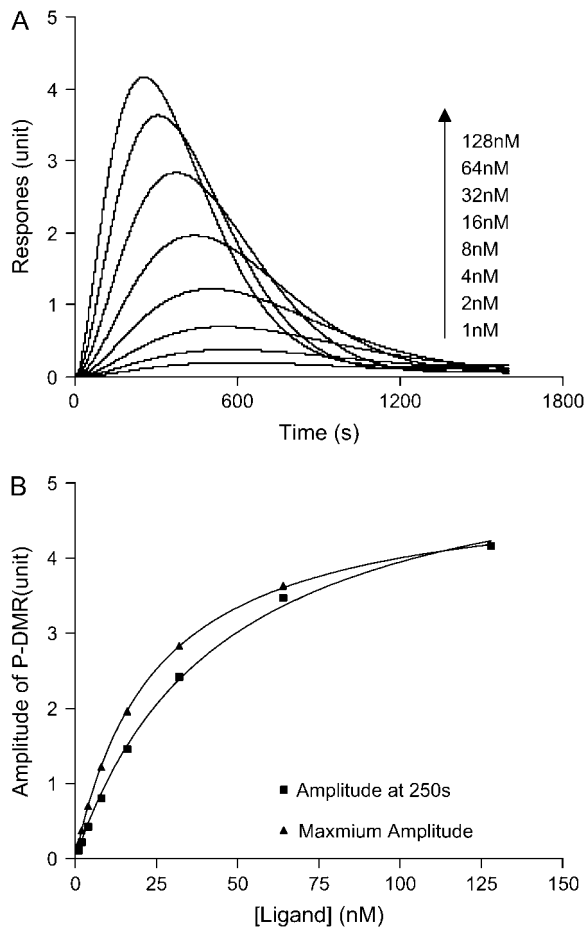 A
Respones (unit)
5
4
3
2
1
0
0
600
1200
1800
Time (s)
128nM
64nM
32nM
16nM
8nM
4nM
2nM
1nM
B
Amplitude of P-DMR(unit)
5
4
3
2
1
0
0
25
50
75
100
125
150
[Ligand] (nM)
Amplitude at 250s
Maxmium Amplitude